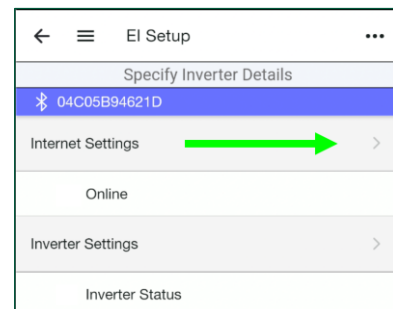 EI Setup
Specify Inverter Details
04C05B94621D
Internet Settings
Online
Inverter Settings
Inverter Status